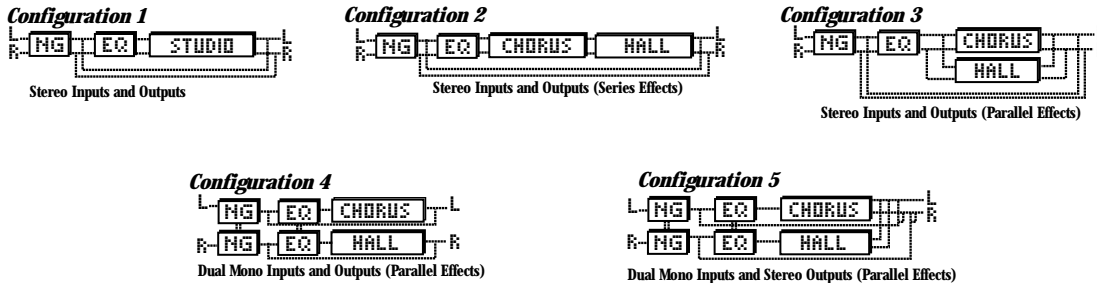 Configuration 1
L
R
NG
EQ
STUDIO
L
R
Stereo Inputs and Outputs
Configuration 2
L
R
NG
EQ
CHORUS
HALL
L
R
Stereo Inputs and Outputs (Series Effects)
Configuration 3
L
R
NG
EQ
CHORUS
HALL
L
R
Stereo Inputs and Outputs (Parallel Effects)
Configuration 4
L
NG
EQ
CHORUS
L
R
NG
EQ
HALL
R
Dual Mono Inputs and Outputs (Parallel Effects)
Configuration 5
L
NG
EQ
CHORUS
L
R
R
NG
EQ
HALL
Dual Mono Inputs and Stereo Outputs (Parallel Effects)